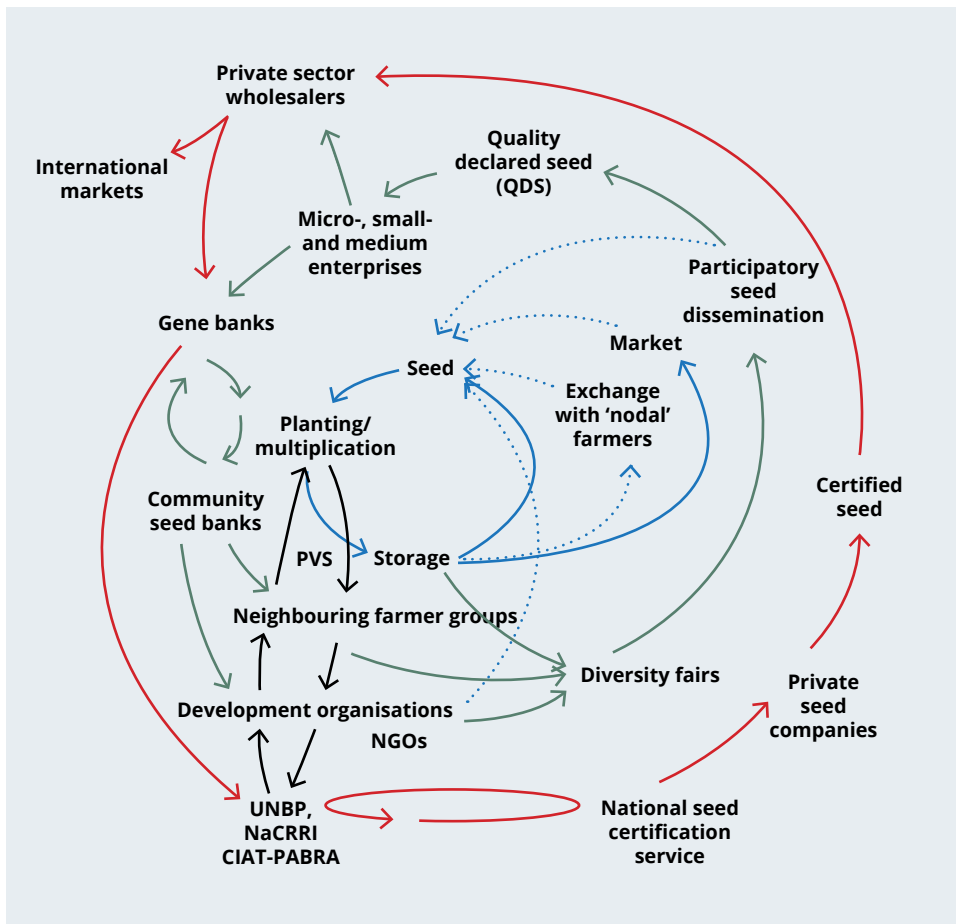 Private sector
wholesalers
International
markets
Quality
declared seed
(QDS)
Micro-, small-
and medium
enterprises
Participatory
seed
dissemination
Gene banks
Market
Seed
Exchange
with ‘nodal’
farmers
Planting/
multiplication
Certified
seed
Community
seed banks
PVS
Storage
Neighbouring farmer groups
Diversity fairs
Private
seed
companies
Development organisations
NGOs
UNBP,
NaCRRI
CIAT-PABRA
National seed
certification
service